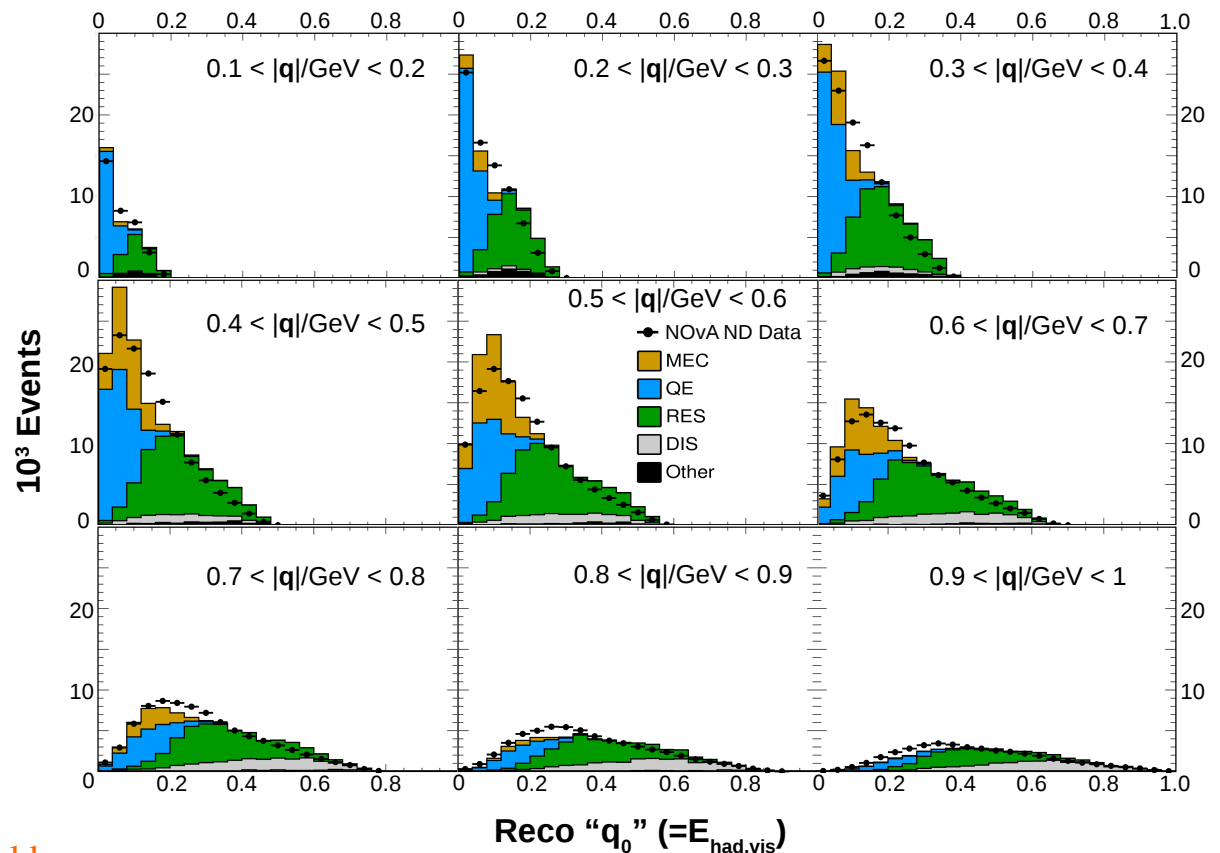 0 0.2 0.4 0.6 0.8 0 0.2 0.4 0.6 0.8 0 0.2 0.4 0.6 0.8 1.0
0.1 < |q|/GeV < 0.2
0.2 < |q|/GeV < 0.3
0.3 < |q|/GeV < 0.4
20 20
10 10
0 0
0.4 < |q|/GeV < 0.5
0.5 < |q|/GeV < 0.6
0.6 < |q|/GeV < 0.7
NOvA ND Data
MEC
QE
RES
DIS
Other
20 20
10 10
0 0
10³ Events
0.7 < |q|/GeV < 0.8
0.8 < |q|/GeV < 0.9
0.9 < |q|/GeV < 1
20 20
10 10
0 0
0.2 0.4 0.6 0.8 0 0.2 0.4 0.6 0.8 0 0.2 0.4 0.6 0.8 1.0
Reco “q₀” (=E_had,vis)